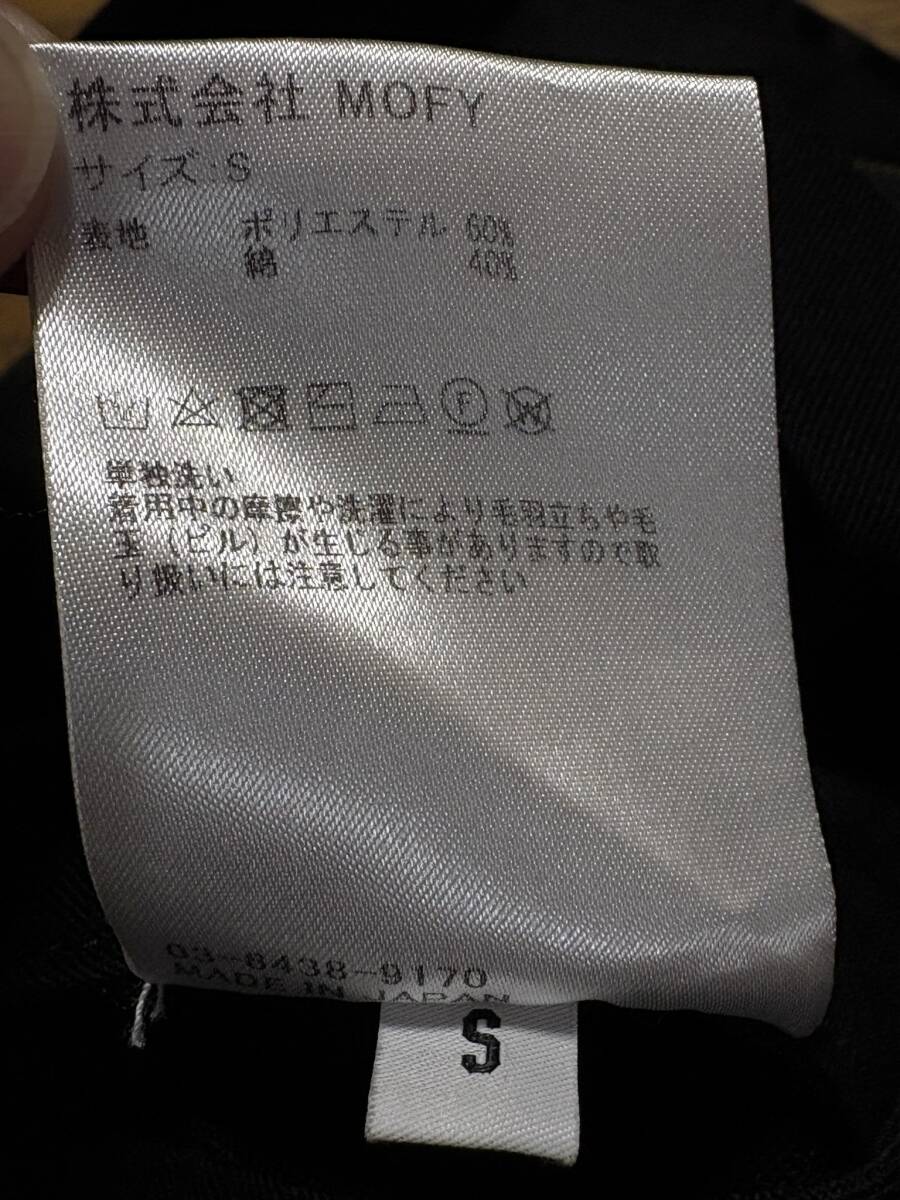 株式会社 MOFY
サイズ:S
表地 ポリエステル 60%
綿 40%
F
W
単独洗い
着用中の摩擦や洗濯により毛羽立ちや毛
玉(ピル)が生じる事がありますので取
り扱いには注意してください
03-8438-9170
MADE IN JAPAN
S